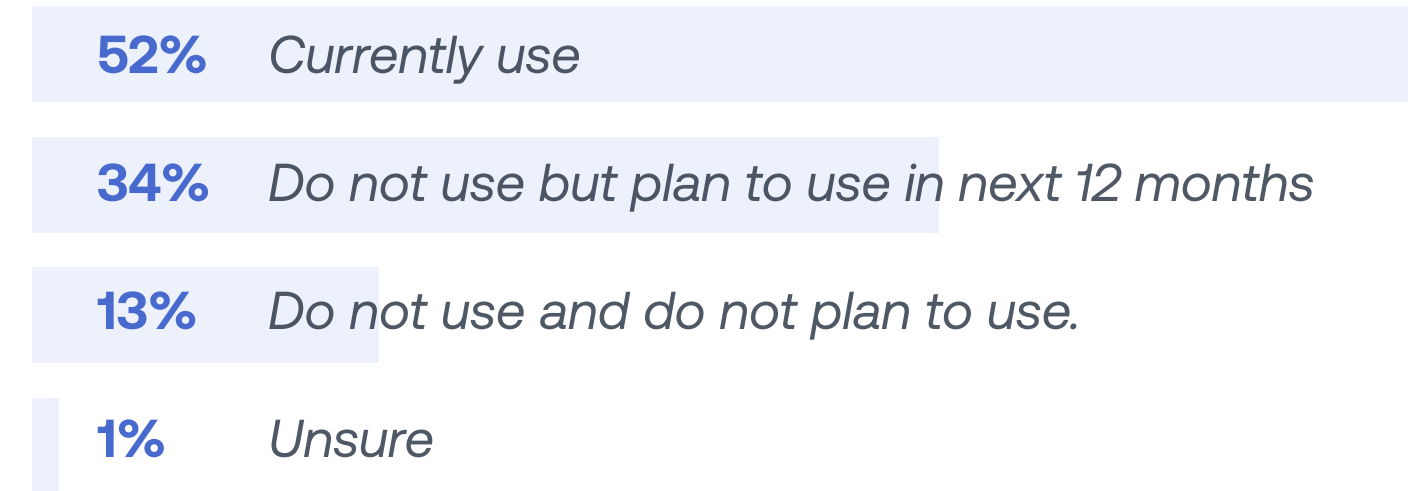 52% Currently use
34% Do not use but plan to use in next 12 months
13% Do not use and do not plan to use.
1% Unsure